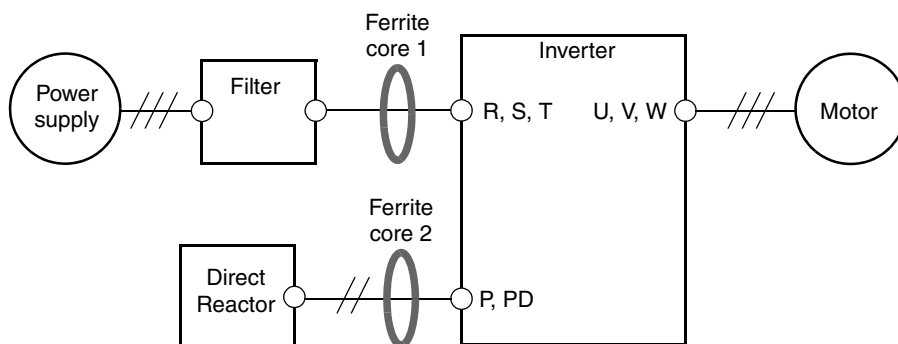 Ferrite
core 1
Inverter
Power
supply
Filter
R, S, T
U, V, W
Motor
Ferrite
core 2
Direct
Reactor
P, PD